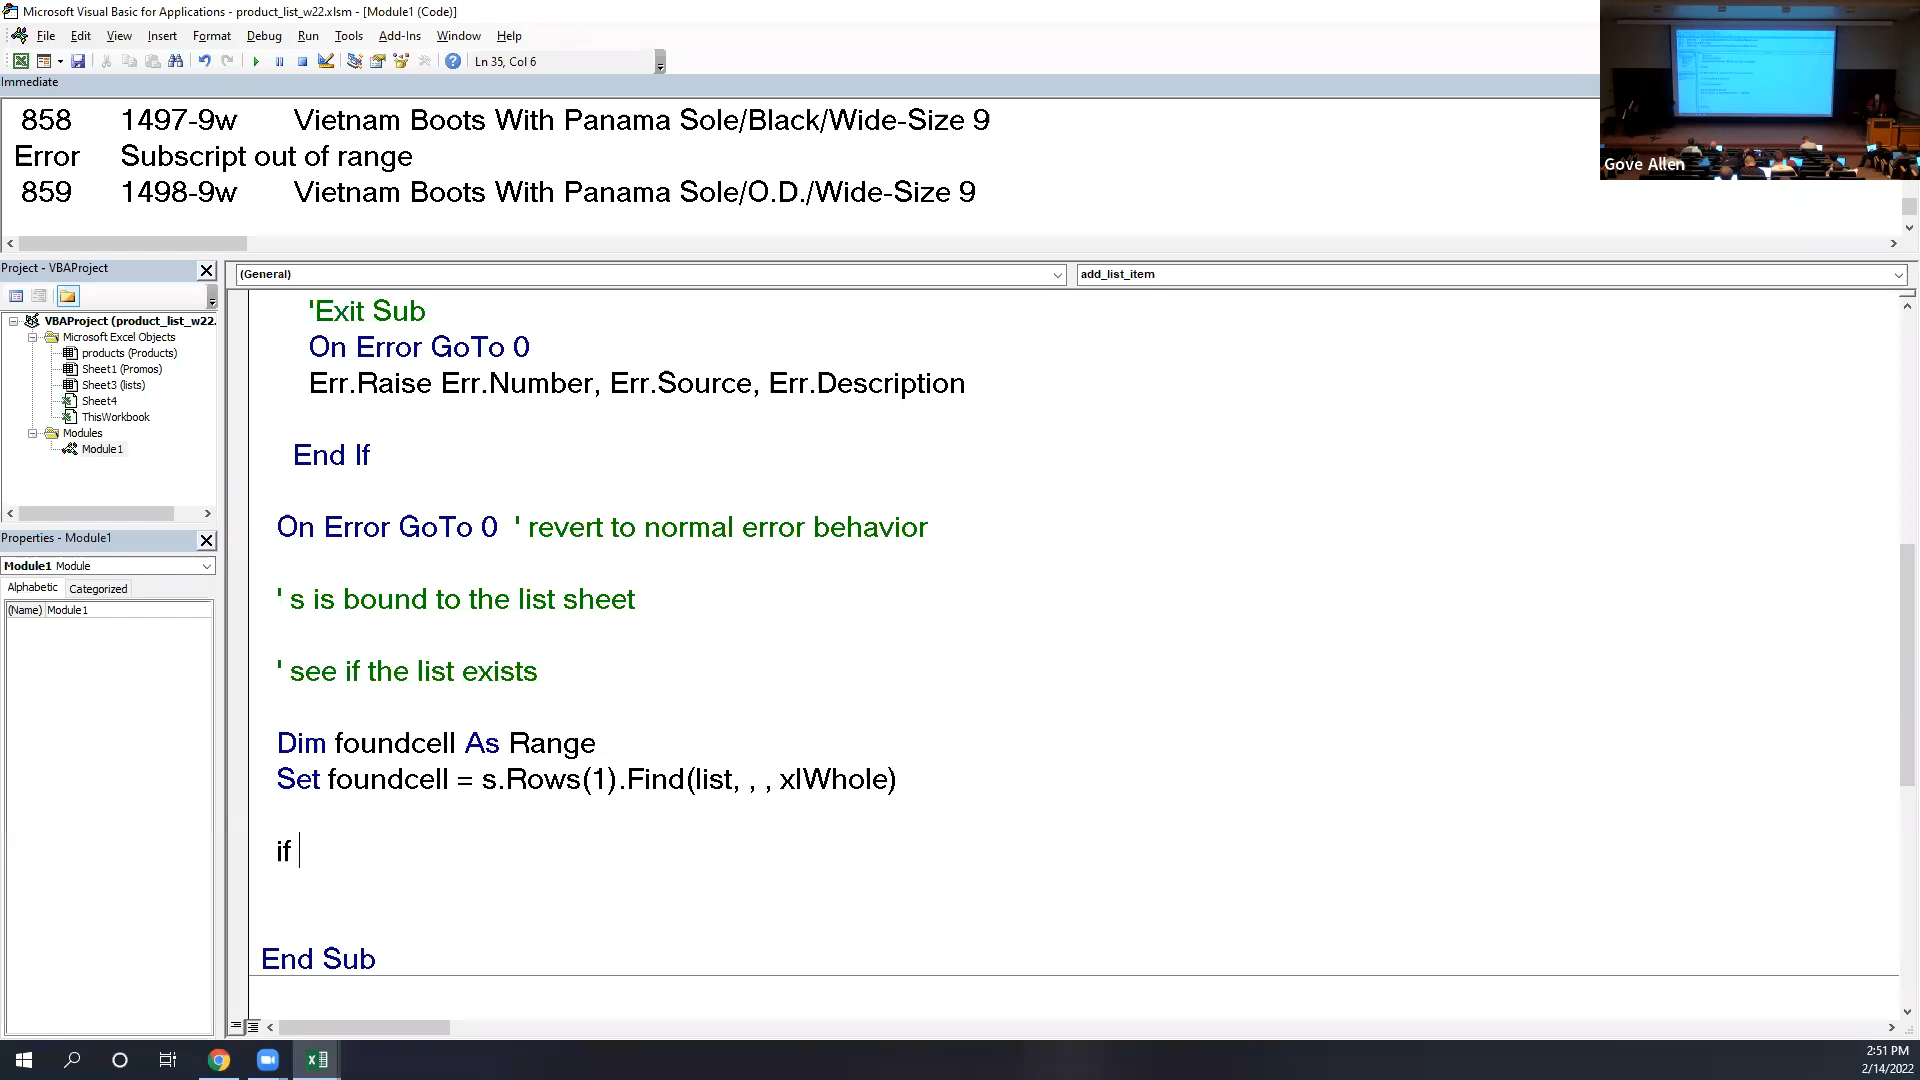 Microsoft Visual Basic for Applications - product_list_w22.xlsm - [Module1 (Code)]
File Edit View Insert Format Debug Run Tools Add-Ins Window Help
Ln 35, Col 6
Immediate
858 1497-9w Vietnam Boots With Panama Sole/Black/Wide-Size 9
Error Subscript out of range
859 1498-9w Vietnam Boots With Panama Sole/O.D./Wide-Size 9
Gove Allen
Project - VBAProject
VBAProject (product_list_w22.
Microsoft Excel Objects
products (Products)
Sheet1 (Promos)
Sheet3 (lists)
Sheet4
ThisWorkbook
Modules
Module1
Properties - Module1
Module1 Module
Alphabetic Categorized
(Name) Module1
(General) add_list_item
'Exit Sub
On Error GoTo 0
Err.Raise Err.Number, Err.Source, Err.Description
End If
On Error GoTo 0 ' revert to normal error behavior
' s is bound to the list sheet
' see if the list exists
Dim foundcell As Range
Set foundcell = s.Rows(1).Find(list, , , xlWhole)
if
End Sub
2:51 PM
2/14/2022